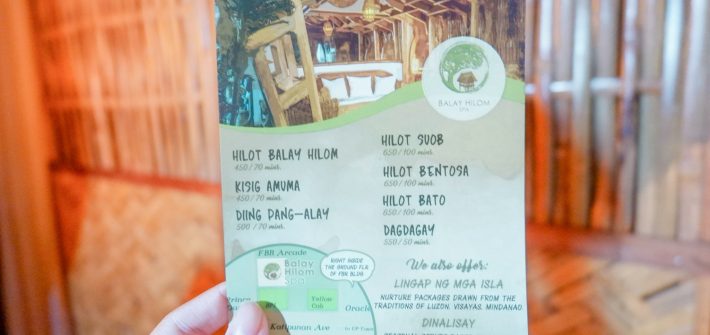 BALAY HILOM
SPA
HILOT BALAY HILOM
450 / 70 mins.
KISIG AMUMA
450 / 70 mins.
DIING PANG-ALAY
500 / 70 mins.
HILOT SUOB
650 / 100 mins.
HILOT BENTOSA
650 / 100 mins.
HILOT BATO
650 / 100 mins.
DAGDAGAY
550 / 50 mins.
FBR Arcade
Balay
Hilom
Spa
RIGHT INSIDE
THE GROUND FLR
OF FBR BLDG
Yellow
Cab
Katipunan Ave
We also offer:
LINGAP NG MGA ISLA
NURTURE PACKAGES DRAWN FROM THE
TRADITIONS OF LUZON, VISAYAS, MINDANAO.
DINALISAY